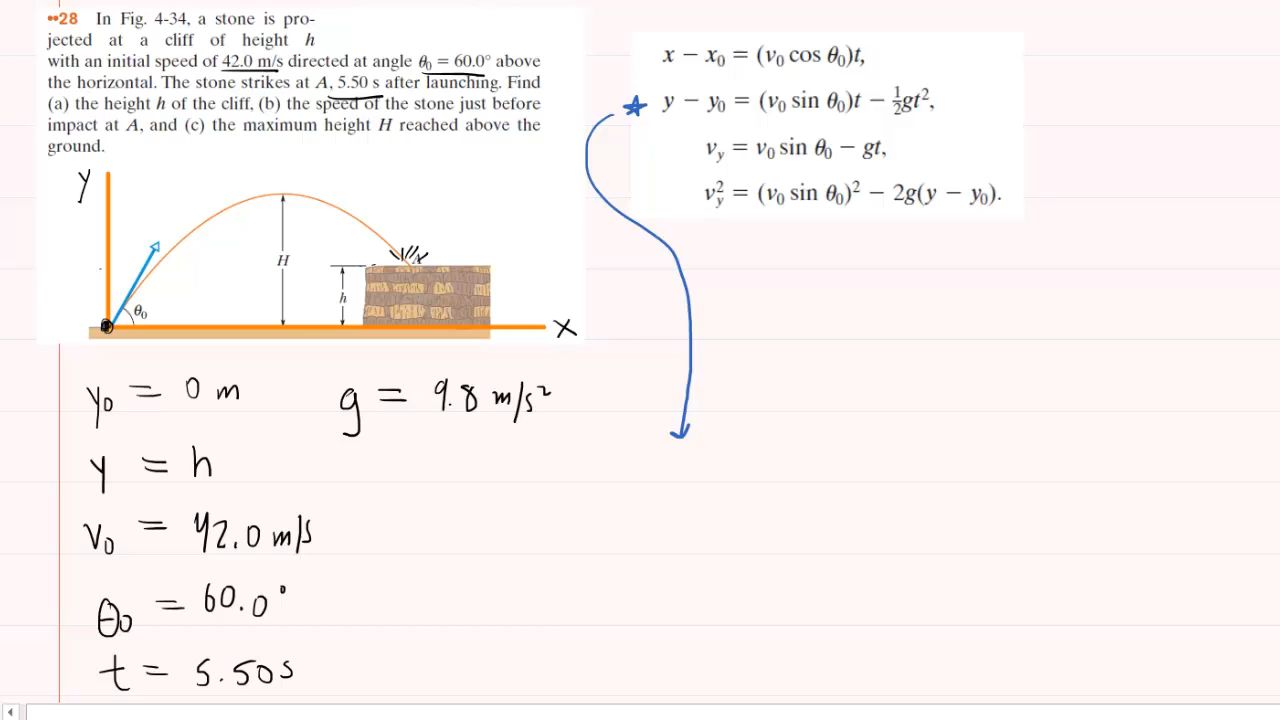 ••28 In Fig. 4-34, a stone is pro-
jected at a cliff of height h
with an initial speed of 42.0 m/s directed at angle θ₀ = 60.0° above
the horizontal. The stone strikes at A, 5.50 s after launching. Find
(a) the height h of the cliff, (b) the speed of the stone just before
impact at A, and (c) the maximum height H reached above the
ground.
x − x₀ = (v₀ cos θ₀)t,
y − y₀ = (v₀ sin θ₀)t − ½gt²,
v_y = v₀ sin θ₀ − gt,
v_y² = (v₀ sin θ₀)² − 2g(y − y₀).
y
H
A
h
θ₀
x
y₀ = 0 m
g = 9.8 m/s²
y = h
v₀ = 42.0 m/s
θ₀ = 60.0°
t = 5.50s